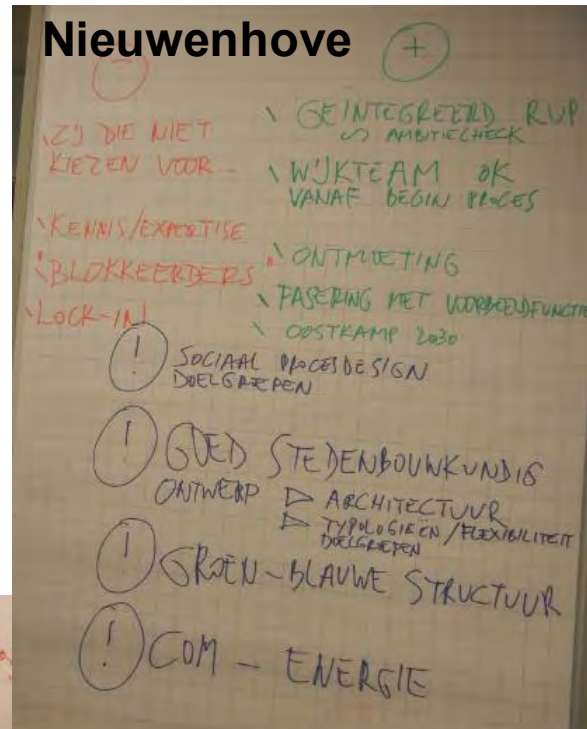 Nieuwenhove
-
+
\ ZIJ DIE NIET
KIEZEN VOOR
\ KENNIS/EXPERTISE
\ BLOKKEERDERS
\ LOCK-IN!
\ GEINTEGREERD RUP
AMBITIECHECK
\ WIJKTEAM OK
VANAF BEGIN PROCES
\ ONTMOETING
\ FASERING MET VOORBEELDFUNCTIE
\ OOSTKAMP 2030
! SOCIAAL PROCESDESIGN
DOELGROEPEN
! GOED STEDENBOUWKUNDIG
ONTWERP ▷ ARCHITECTUUR
▷ TYPOLOGIEËN/FLEXIBILITEIT
DOELGROEPEN
! GROEN-BLAUWE STRUCTUUR
! COM - ENERGIE